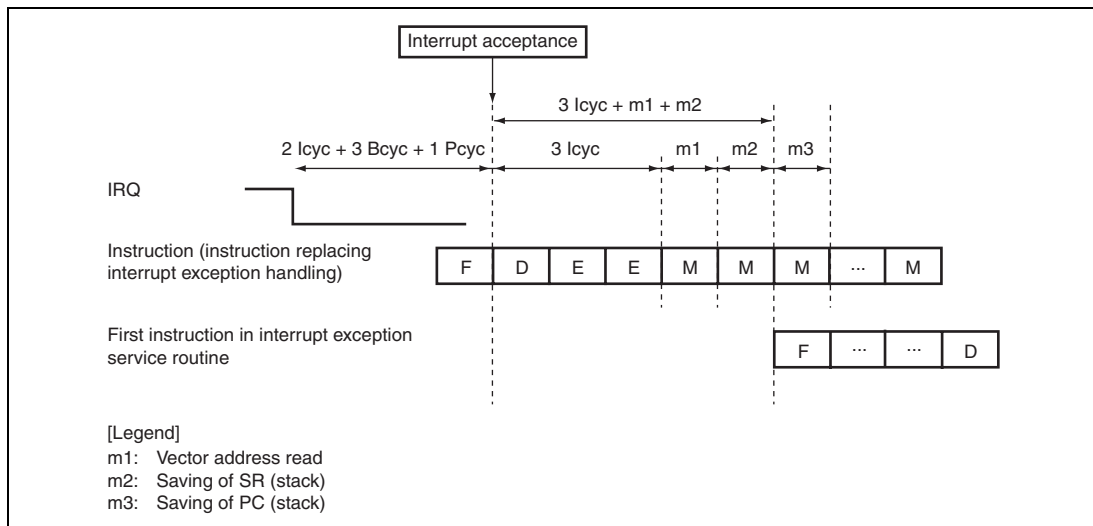 Interrupt acceptance
3 Icyc + m1 + m2
2 Icyc + 3 Bcyc + 1 Pcyc
3 Icyc
m1
m2
m3
IRQ
Instruction (instruction replacing
interrupt exception handling)
F D E E M M M ... M
First instruction in interrupt exception
service routine
F ... ... D
[Legend]
m1: Vector address read
m2: Saving of SR (stack)
m3: Saving of PC (stack)